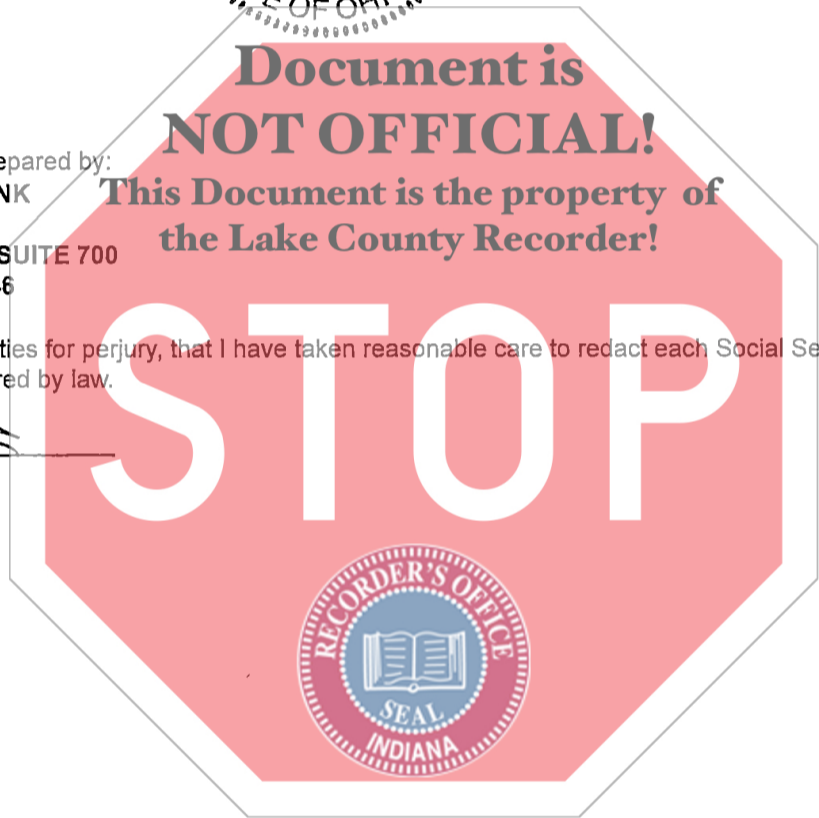 OF OH
Document is
NOT OFFICIAL!
epared by:
NK
This Document is the property of
the Lake County Recorder!
SUITE 700
6
STOP
ties for perjury, that I have taken reasonable care to redact each Social Se
red by law.
RECORDER'S OFFICE
SEAL
INDIANA